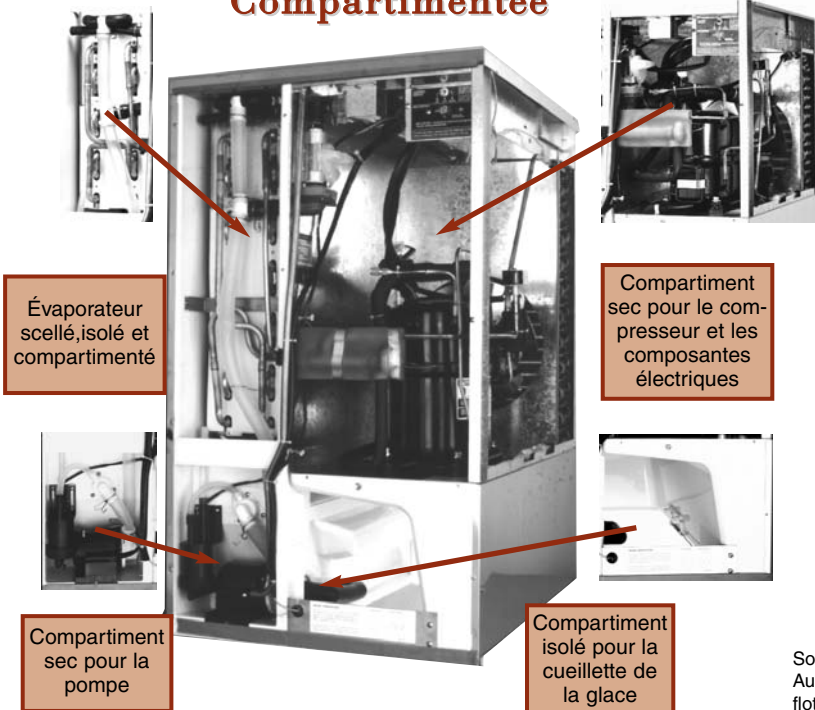 Compartimentée
Évaporateur
scellé,isolé et
compartimenté
Compartiment
sec pour le com-
presseur et les
composantes
électriques
Compartiment
sec pour la
pompe
Compartiment
isolé pour la
cueillette de
la glace
So
Au
flot